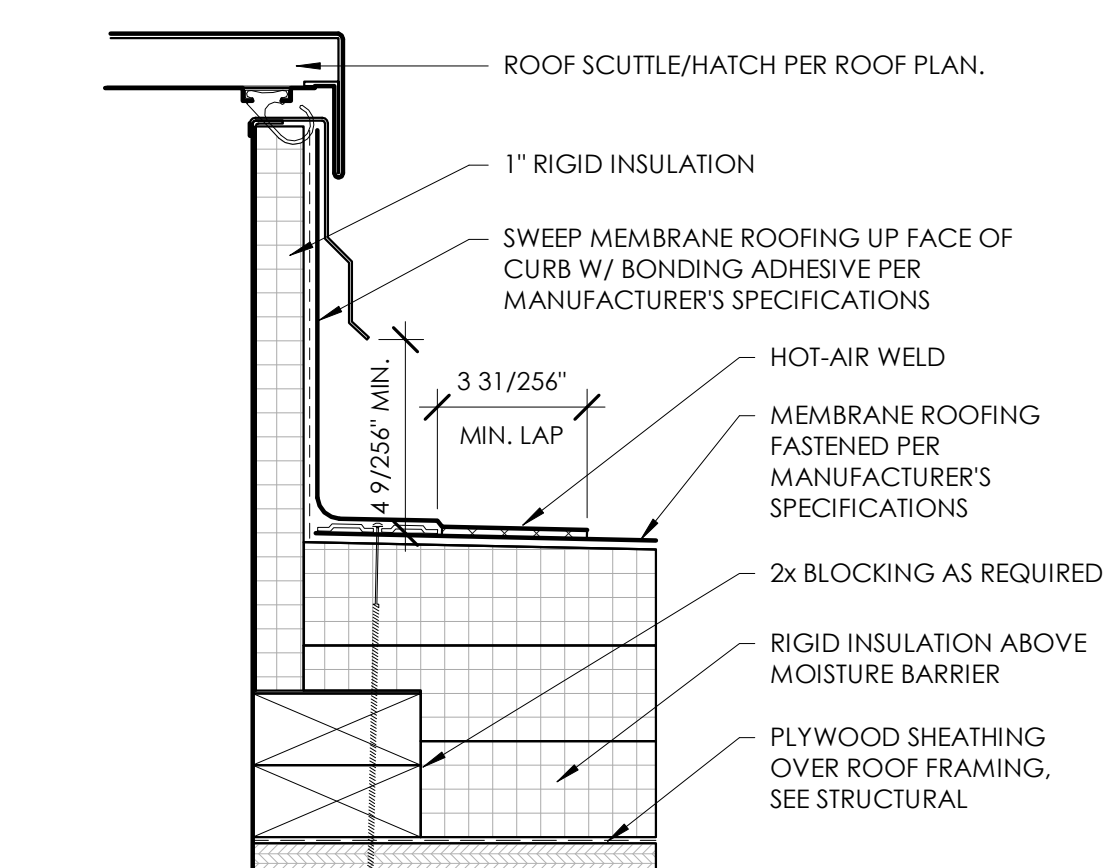 ROOF SCUTTLE/HATCH PER ROOF PLAN.
1" RIGID INSULATION
SWEEP MEMBRANE ROOFING UP FACE OF
CURB W/ BONDING ADHESIVE PER
MANUFACTURER'S SPECIFICATIONS
HOT-AIR WELD
3 31/256"
MIN. LAP
4 9/256" MIN.
MEMBRANE ROOFING
FASTENED PER
MANUFACTURER'S
SPECIFICATIONS
2x BLOCKING AS REQUIRED
RIGID INSULATION ABOVE
MOISTURE BARRIER
PLYWOOD SHEATHING
OVER ROOF FRAMING,
SEE STRUCTURAL